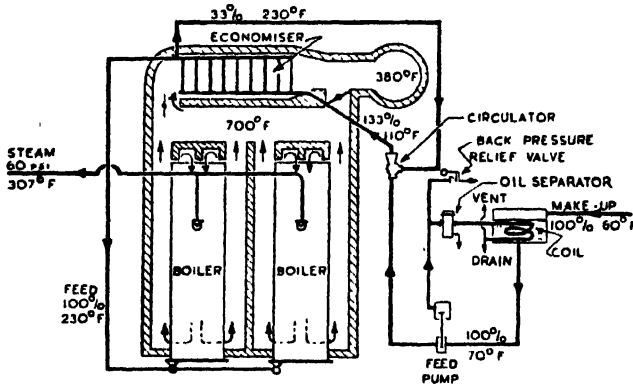 33% 230°F
ECONOMISER
380°F
133%
110°F
CIRCULATOR
700°F
BACK PRESSURE
RELIEF VALVE
STEAM
60 PSI
307°F
OIL SEPARATOR
VENT
MAKE-UP
100% 60°F
COIL
DRAIN
BOILER
BOILER
FEED
100%
230°F
100%
70°F
FEED
PUMP